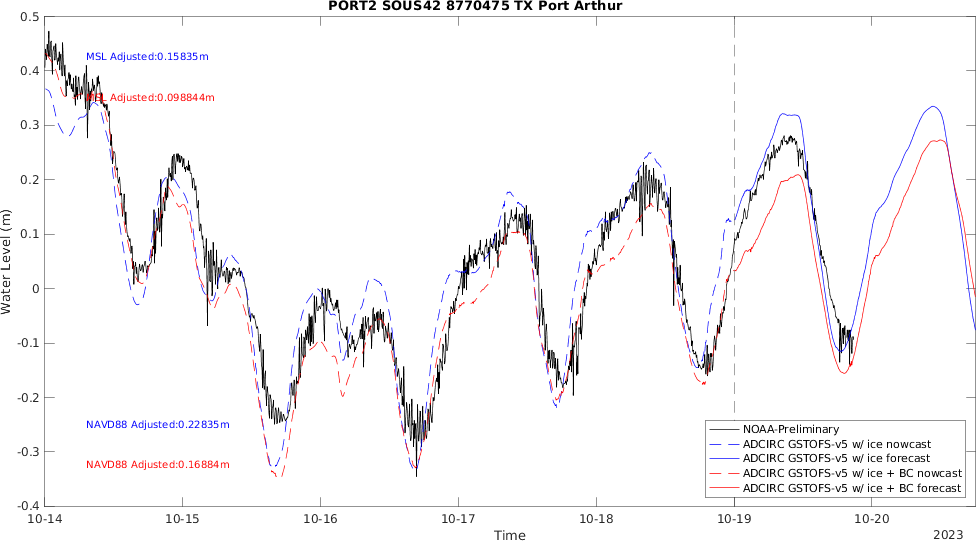 PORT2 SOUS42 8770475 TX Port Arthur
0.5
0.4
0.3
0.2
0.1
0
-0.1
-0.2
-0.3
-0.4
Water Level (m)
MSL Adjusted:0.15835m
MSL Adjusted:0.098844m
NAVD88 Adjusted:0.22835m
NAVD88 Adjusted:0.16884m
NOAA-Preliminary
ADCIRC GSTOFS-v5 w/ ice nowcast
ADCIRC GSTOFS-v5 w/ ice forecast
ADCIRC GSTOFS-v5 w/ ice + BC nowcast
ADCIRC GSTOFS-v5 w/ ice + BC forecast
10-14 10-15 10-16 10-17 10-18 10-19 10-20
Time
2023